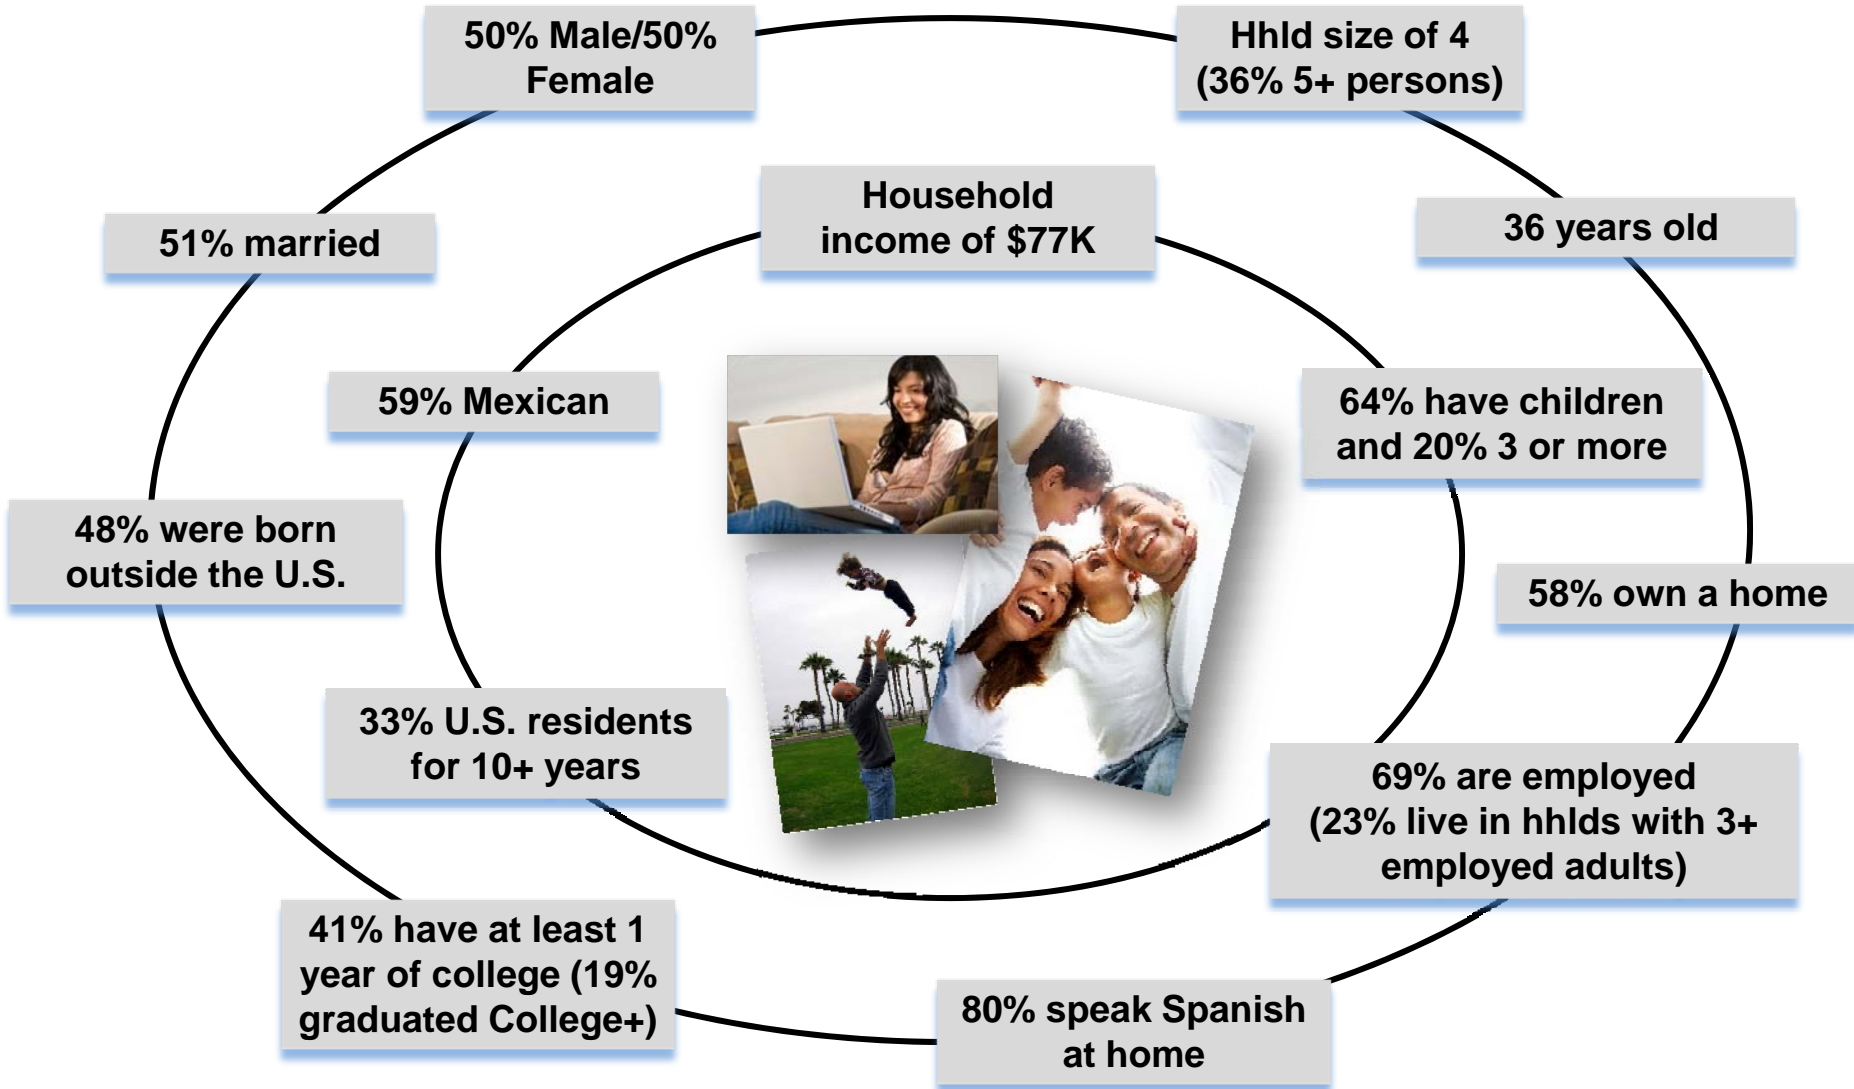 50% Male/50%
Female
Hhld size of 4
(36% 5+ persons)
Household
income of $77K
51% married
36 years old
59% Mexican
64% have children
and 20% 3 or more
48% were born
outside the U.S.
58% own a home
33% U.S. residents
for 10+ years
69% are employed
(23% live in hhlds with 3+
employed adults)
41% have at least 1
year of college (19%
graduated College+)
80% speak Spanish
at home